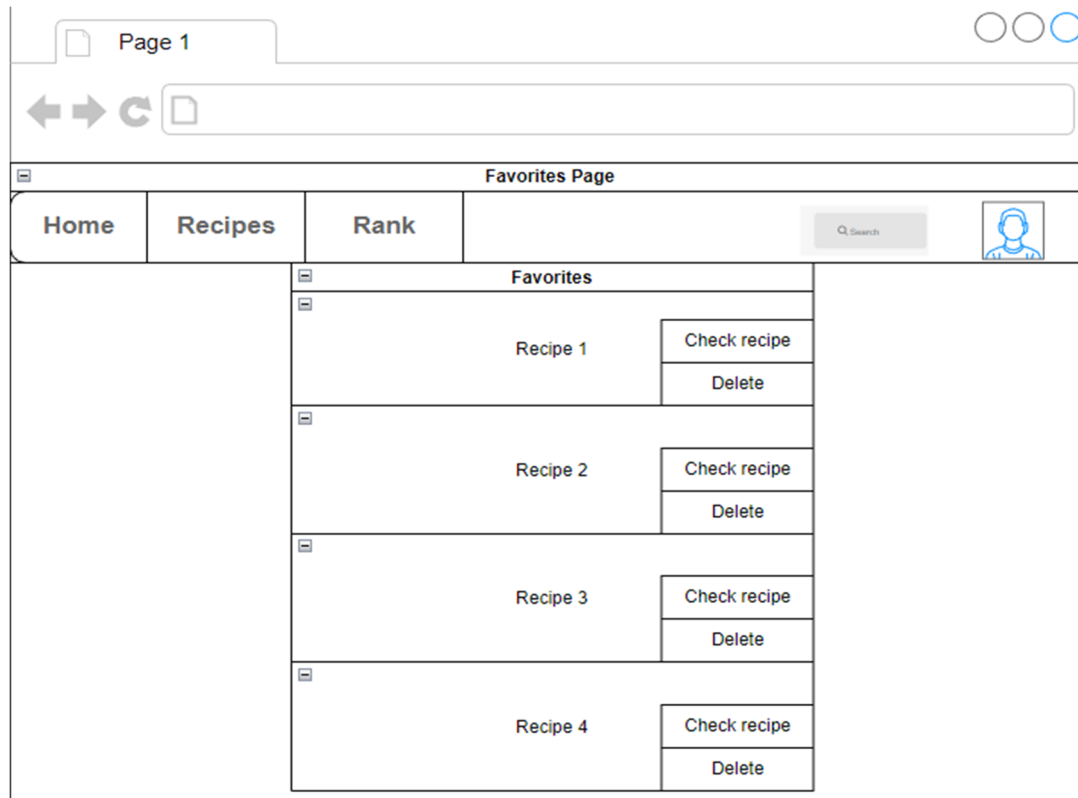 Page 1
Favorites Page
Home Recipes Rank Search
Favorites
Recipe 1
Check recipe
Delete
Recipe 2
Check recipe
Delete
Recipe 3
Check recipe
Delete
Recipe 4
Check recipe
Delete